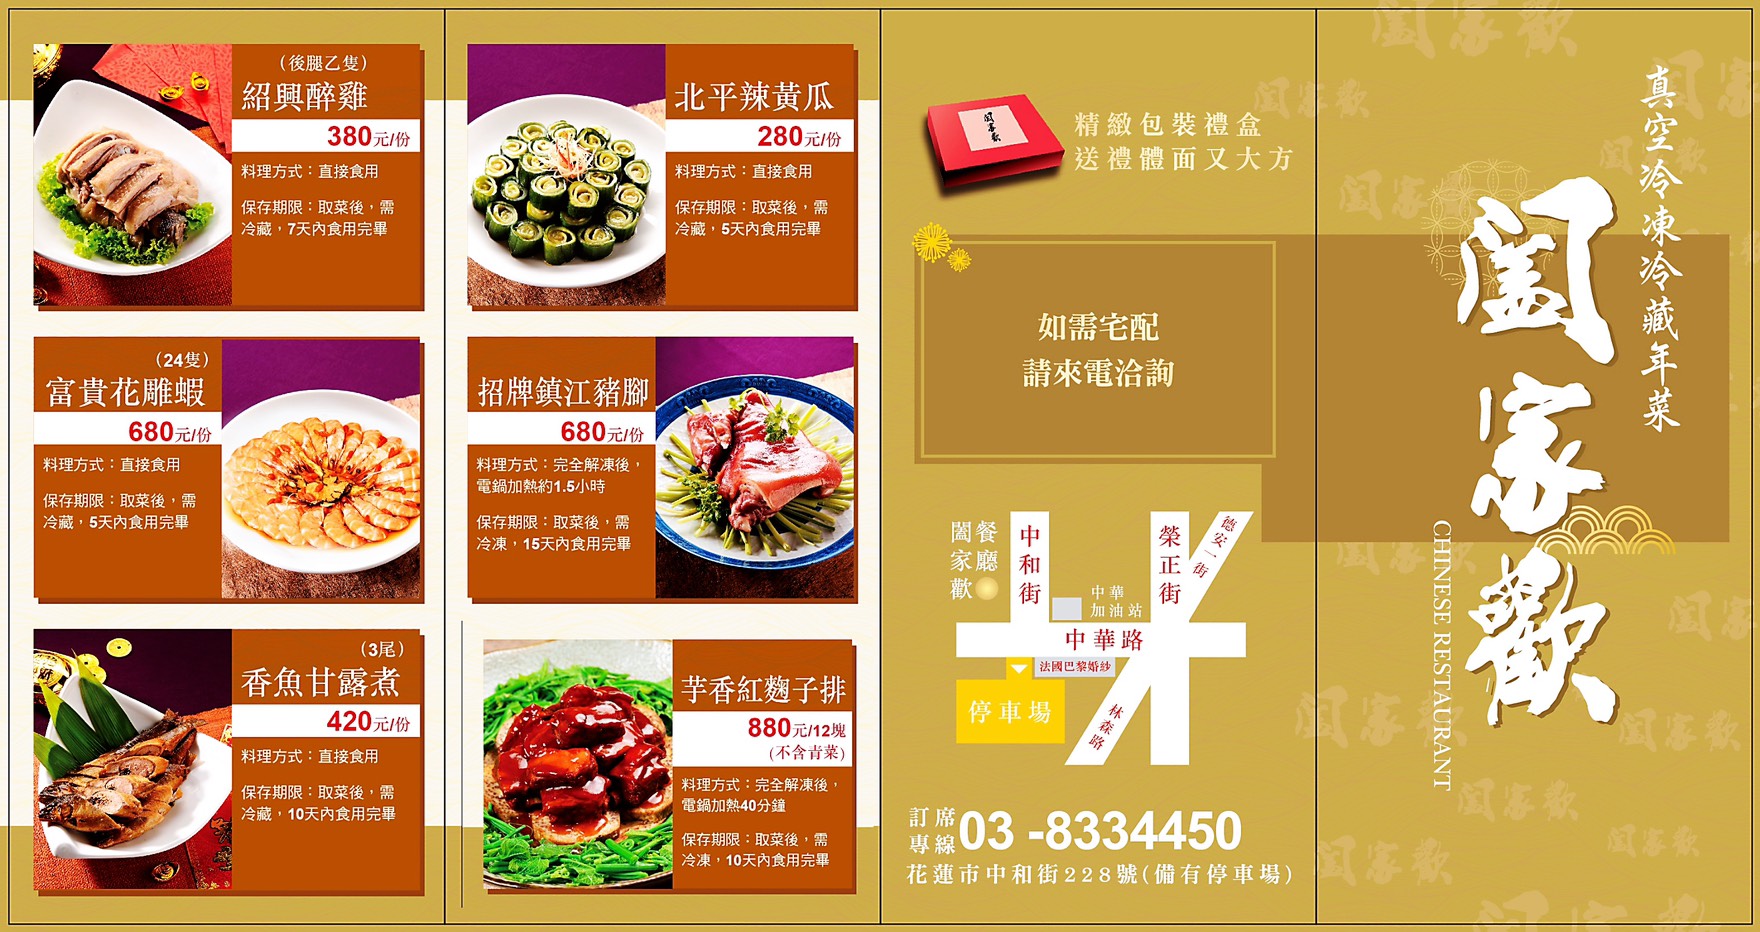 （後腿乙隻）
紹興醉雞
380元/份
料理方式：直接食用
保存期限：取菜後，需
冷藏，7天內食用完畢
（24隻）
富貴花雕蝦
680元/份
料理方式：直接食用
保存期限：取菜後，需
冷藏，5天內食用完畢
（3尾）
香魚甘露煮
420元/份
料理方式：直接食用
保存期限：取菜後，需
冷藏，10天內食用完畢
北平辣黃瓜
280元/份
料理方式：直接食用
保存期限：取菜後，需
冷藏，5天內食用完畢
招牌鎮江豬腳
680元/份
料理方式：完全解凍後，
電鍋加熱約1.5小時
保存期限：取菜後，需
冷凍，15天內食用完畢
芋香紅麴子排
880元/12塊
(不含青菜)
料理方式：完全解凍後，
電鍋加熱40分鐘
保存期限：取菜後，需
冷凍，10天內食用完畢
闔家歡
精緻包裝禮盒
送禮體面又大方
如需宅配
請來電洽詢
餐廳
闔家歡
中和街
榮正街
德安一街
中華
加油站
中華路
法國巴黎婚紗
停車場
林森路
訂席
專線
03 -8334450
花蓮市中和街228號(備有停車場)
真空冷凍冷藏年菜
闔家歡
CHINESE RESTAURANT